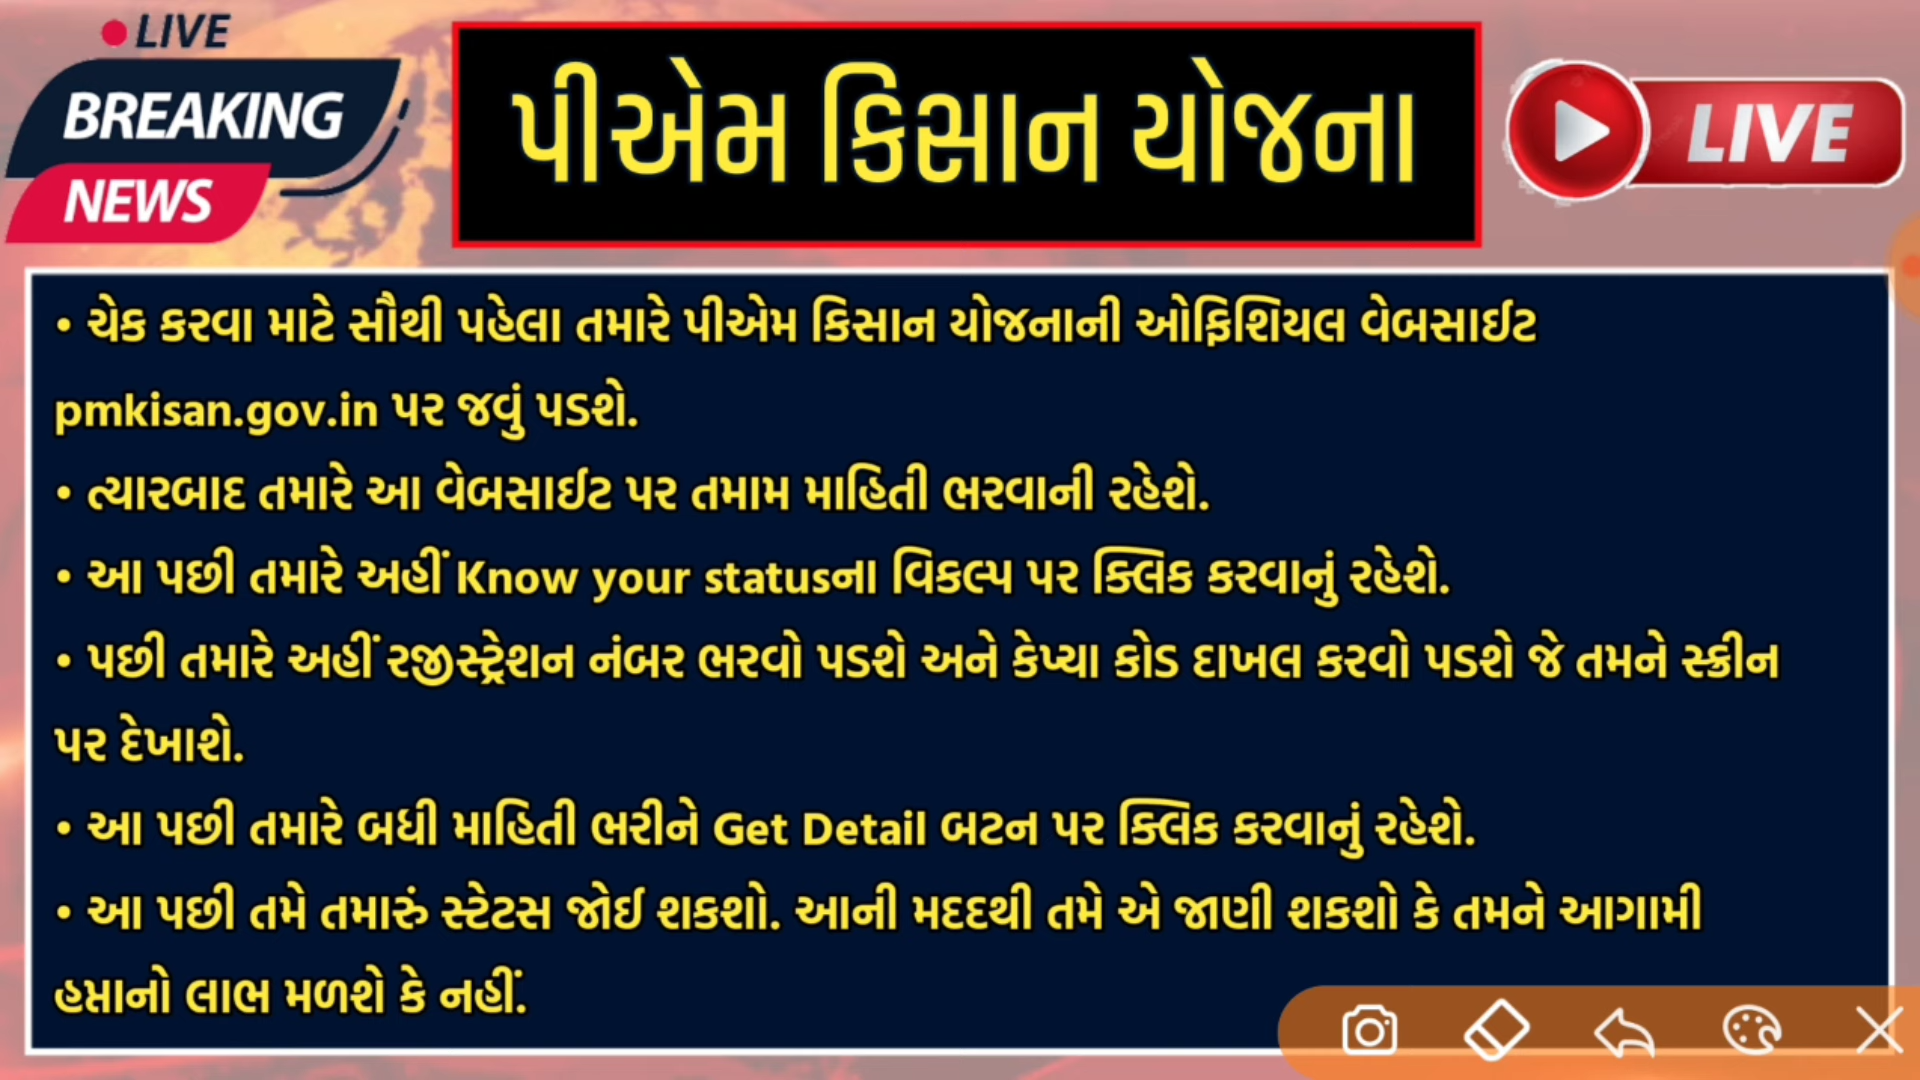 LIVE
BREAKING
NEWS
પીએમ કિસાન યોજના
LIVE
• ચેક કરવા માટે સૌથી પહેલા તમારે પીએમ કિસાન યોજનાની ઓફિશિયલ વેબસાઈટ
pmkisan.gov.in પર જવું પડશે.
• ત્યારબાદ તમારે આ વેબસાઈટ પર તમામ માહિતી ભરવાની રહેશે.
• આ પછી તમારે અહીં Know your statusના વિકલ્પ પર ક્લિક કરવાનું રહેશે.
• પછી તમારે અહીં રજીસ્ટ્રેશન નંબર ભરવો પડશે અને કેપ્ચા કોડ દાખલ કરવો પડશે જે તમને સ્ક્રીન
પર દેખાશે.
• આ પછી તમારે બધી માહિતી ભરીને Get Detail બટન પર ક્લિક કરવાનું રહેશે.
• આ પછી તમે તમારું સ્ટેટસ જોઈ શકશો. આની મદદથી તમે એ જાણી શકશો કે તમને આગામી
હપ્તાનો લાભ મળશે કે નહીં.